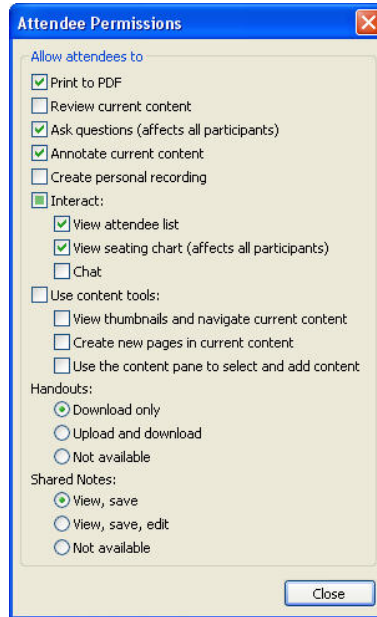 Attendee Permissions
Allow attendees to
Print to PDF
Review current content
Ask questions (affects all participants)
Annotate current content
Create personal recording
Interact:
View attendee list
View seating chart (affects all participants)
Chat
Use content tools:
View thumbnails and navigate current content
Create new pages in current content
Use the content pane to select and add content
Handouts:
Download only
Upload and download
Not available
Shared Notes:
View, save
View, save, edit
Not available
Close